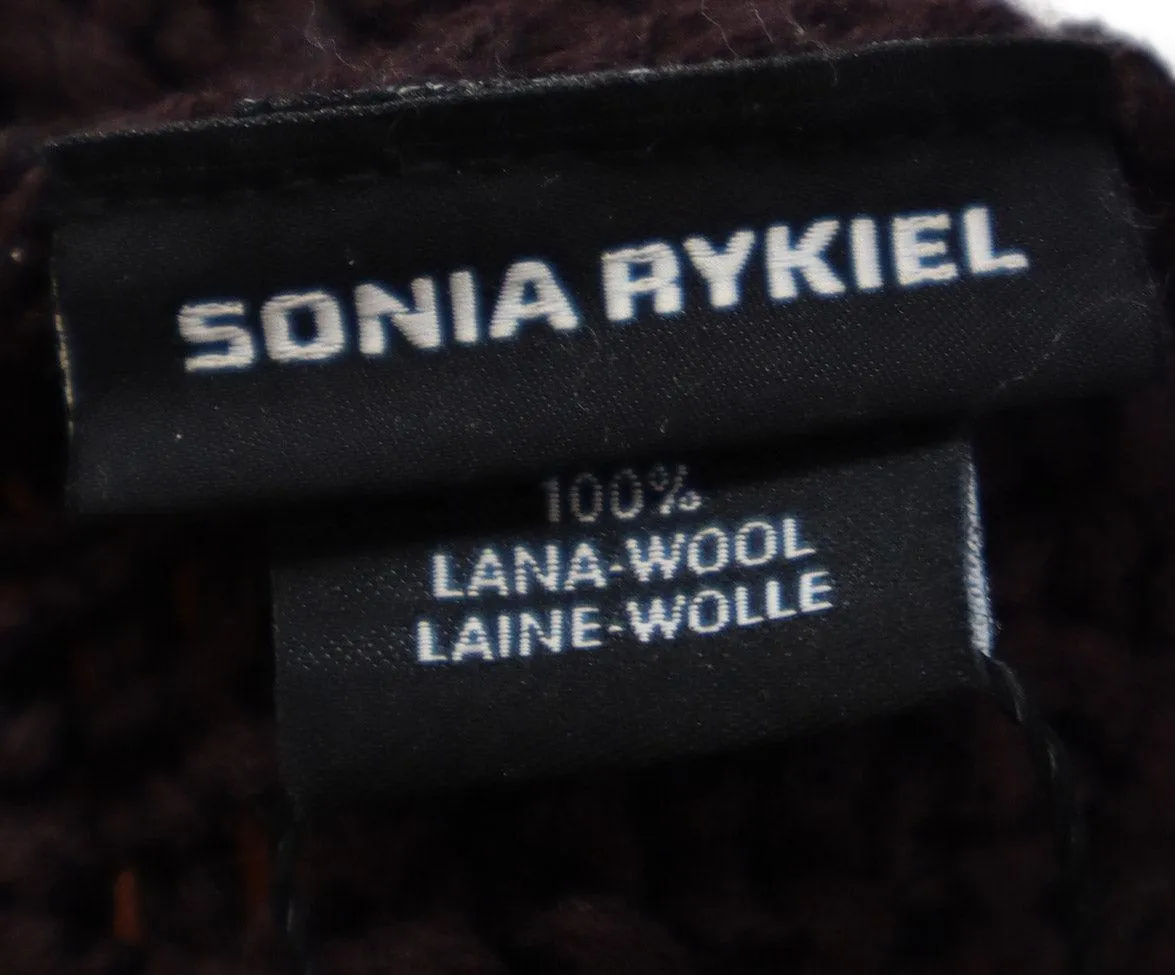 SONIA RYKIEL
100%
LANA-WOOL
LAINE-WOLLE